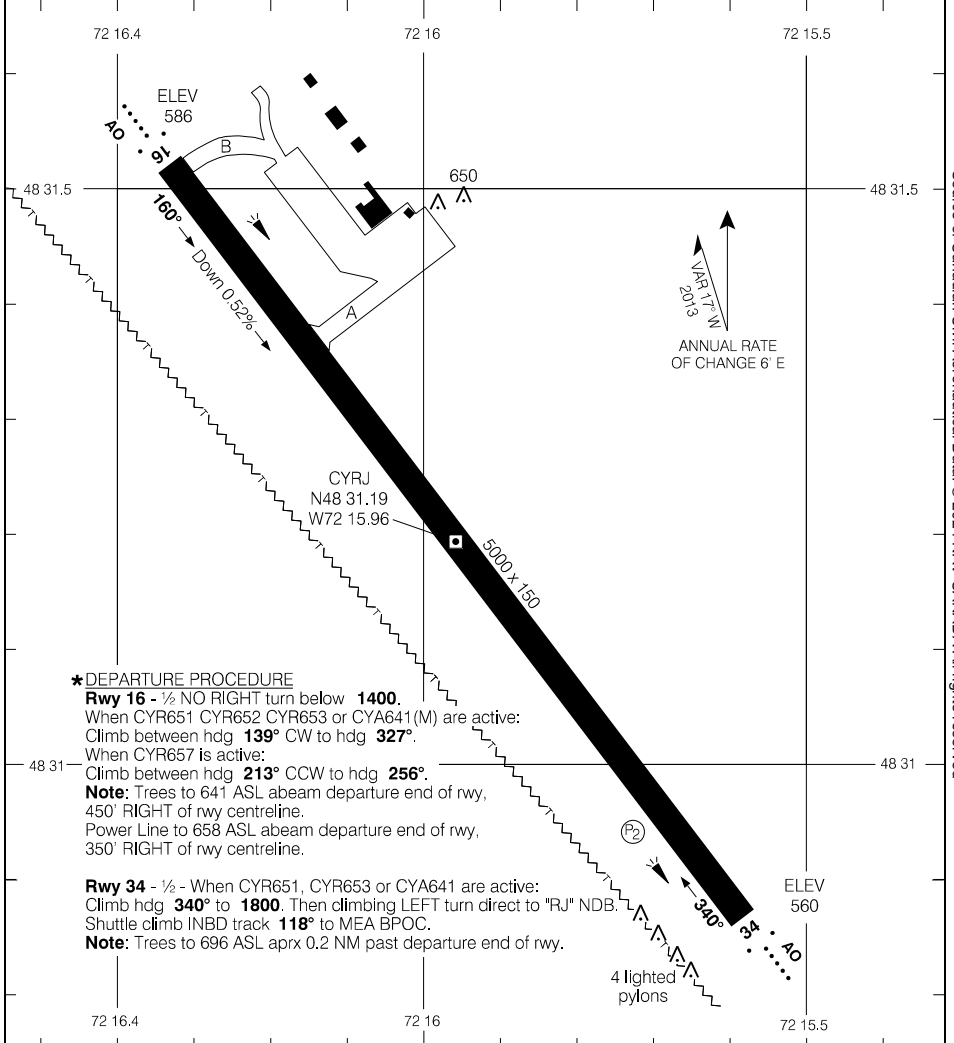 72 16.4
72 16
72 15.5
ELEV
586
AO
16
B
650
48 31.5
48 31.5
160°
Down 0.52%
A
VAR 17° W
2013
ANNUAL RATE
OF CHANGE 6' E
CYRJ
N48 31.19
W72 15.96
5000 x 150
*DEPARTURE PROCEDURE
Rwy 16 - ½ NO RIGHT turn below 1400.
When CYR651 CYR652 CYR653 or CYA641(M) are active:
Climb between hdg 139° CW to hdg 327°.
When CYR657 is active:
48 31
48 31
Climb between hdg 213° CCW to hdg 256°.
Note: Trees to 641 ASL abeam departure end of rwy,
450' RIGHT of rwy centreline.
Power Line to 658 ASL abeam departure end of rwy,
350' RIGHT of rwy centreline.
P2
Rwy 34 - ½ - When CYR651, CYR653 or CYA641 are active:
Climb hdg 340° to 1800. Then climbing LEFT turn direct to "RJ" NDB.
Shuttle climb INBD track 118° to MEA BPOC.
Note: Trees to 696 ASL aprx 0.2 NM past departure end of rwy.
340°
ELEV
560
34
AO
4 lighted
pylons
72 16.4
72 16
72 15.5